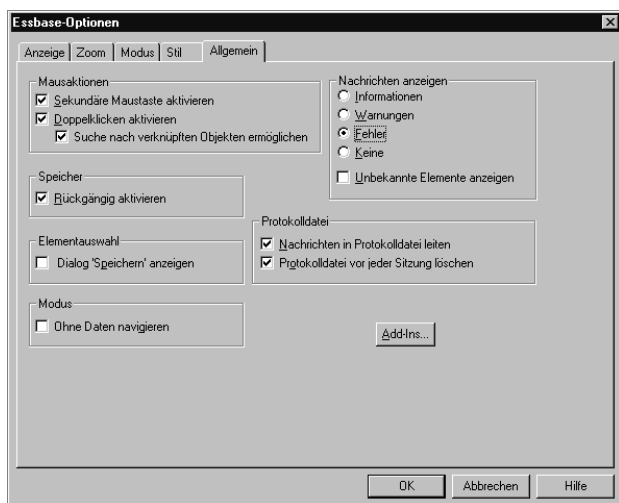 Essbase-Optionen
Anzeige Zoom Modus Stil Allgemein
Mausaktionen
Sekundäre Maustaste aktivieren
Doppelklicken aktivieren
Suche nach verknüpften Objekten ermöglichen
Nachrichten anzeigen
Informationen
Warnungen
Fehler
Keine
Unbekannte Elemente anzeigen
Speicher
Rückgängig aktivieren
Protokolldatei
Nachrichten in Protokolldatei leiten
Protokolldatei vor jeder Sitzung löschen
Elementauswahl
Dialog 'Speichern' anzeigen
Modus
Ohne Daten navigieren
Add-Ins...
OK Abbrechen Hilfe